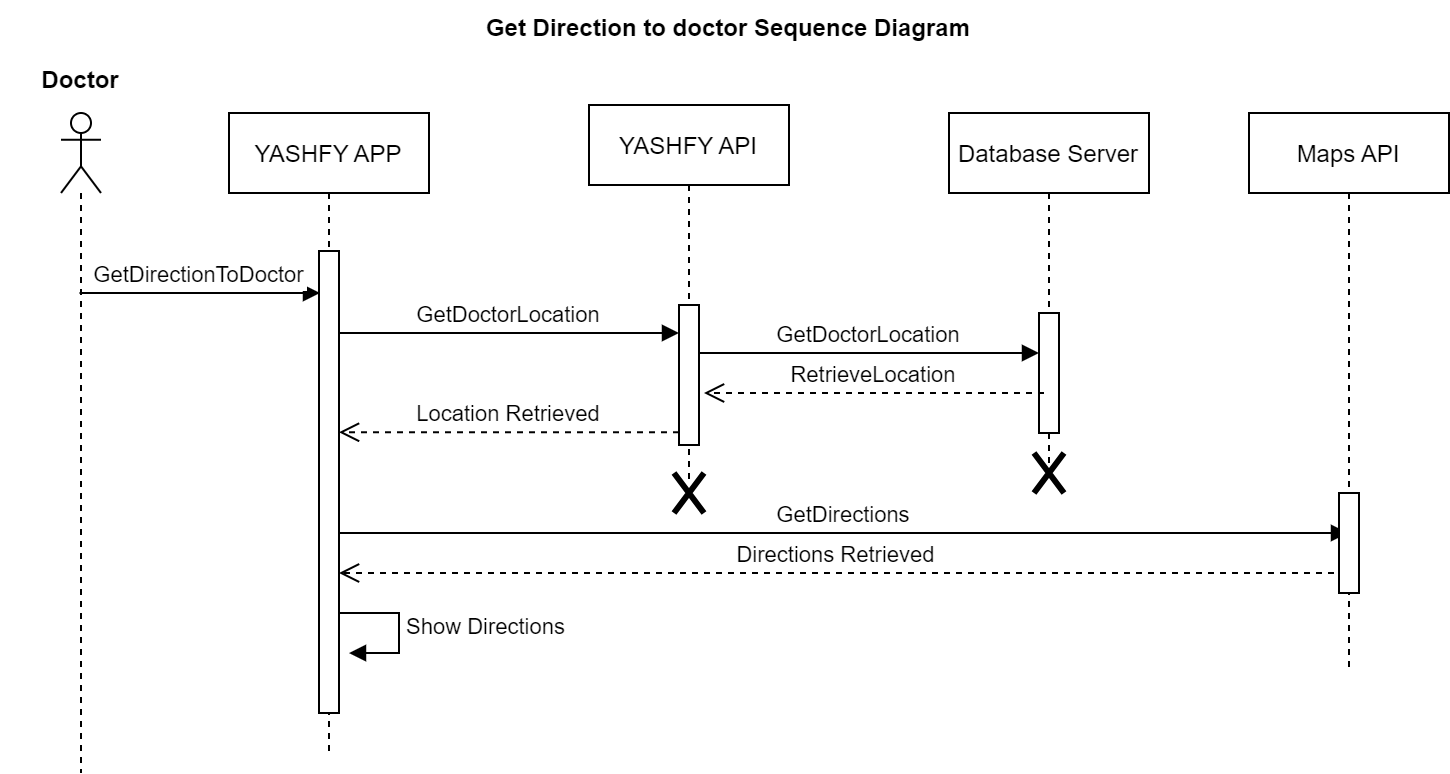 Get Direction to doctor Sequence Diagram
Doctor
YASHFY APP
YASHFY API
Database Server
Maps API
GetDirectionToDoctor
GetDoctorLocation
GetDoctorLocation
RetrieveLocation
Location Retrieved
GetDirections
Directions Retrieved
Show Directions